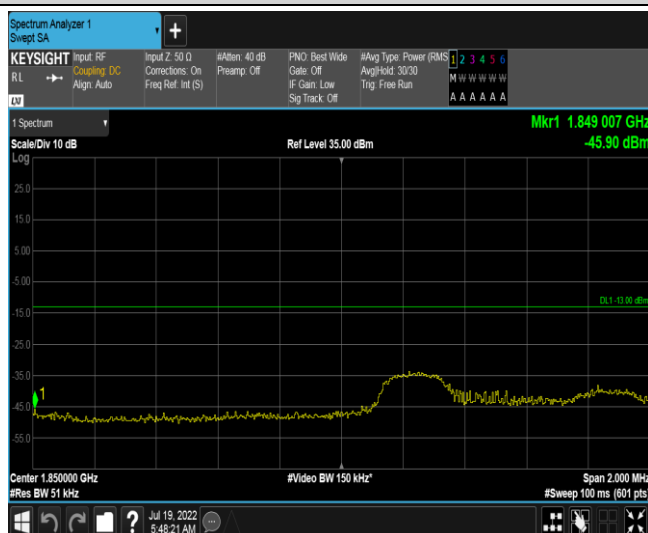 Spectrum Analyzer 1
Swept SA
+
KEYSIGHT
RL
LXI
Input: RF
Coupling: DC
Align: Auto
Input Z: 50 Ω
Corrections: On
Freq Ref: Int (S)
#Atten: 40 dB
Preamp: Off
PNO: Best Wide
Gate: Off
IF Gain: Low
Sig Track: Off
#Avg Type: Power (RMS
Avg|Hold: 30/30
Trig: Free Run
1 2 3 4 5 6
M W W W W W
A A A A A A
1 Spectrum
Mkr1 1.849 007 GHz
Scale/Div 10 dB
Ref Level 35.00 dBm
-45.90 dBm
Log
25.0
15.0
5.00
-5.00
DL1 -13.00 dBm
-15.0
-25.0
-35.0
1
-45.0
-55.0
Center 1.850000 GHz
#Video BW 150 kHz*
Span 2.000 MHz
#Res BW 51 kHz
#Sweep 100 ms (601 pts)
?
Jul 19, 2022
5:48:21 AM